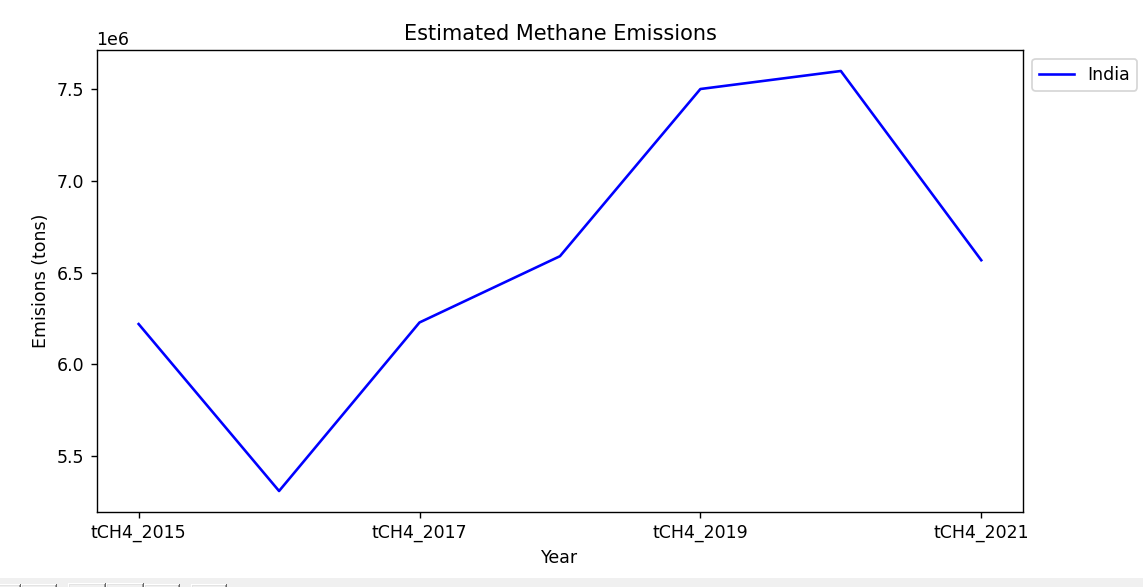 Estimated Methane Emissions
1e6
India
7.5
7.0
6.5
6.0
5.5
Emisions (tons)
tCH4_2015
tCH4_2017
tCH4_2019
tCH4_2021
Year